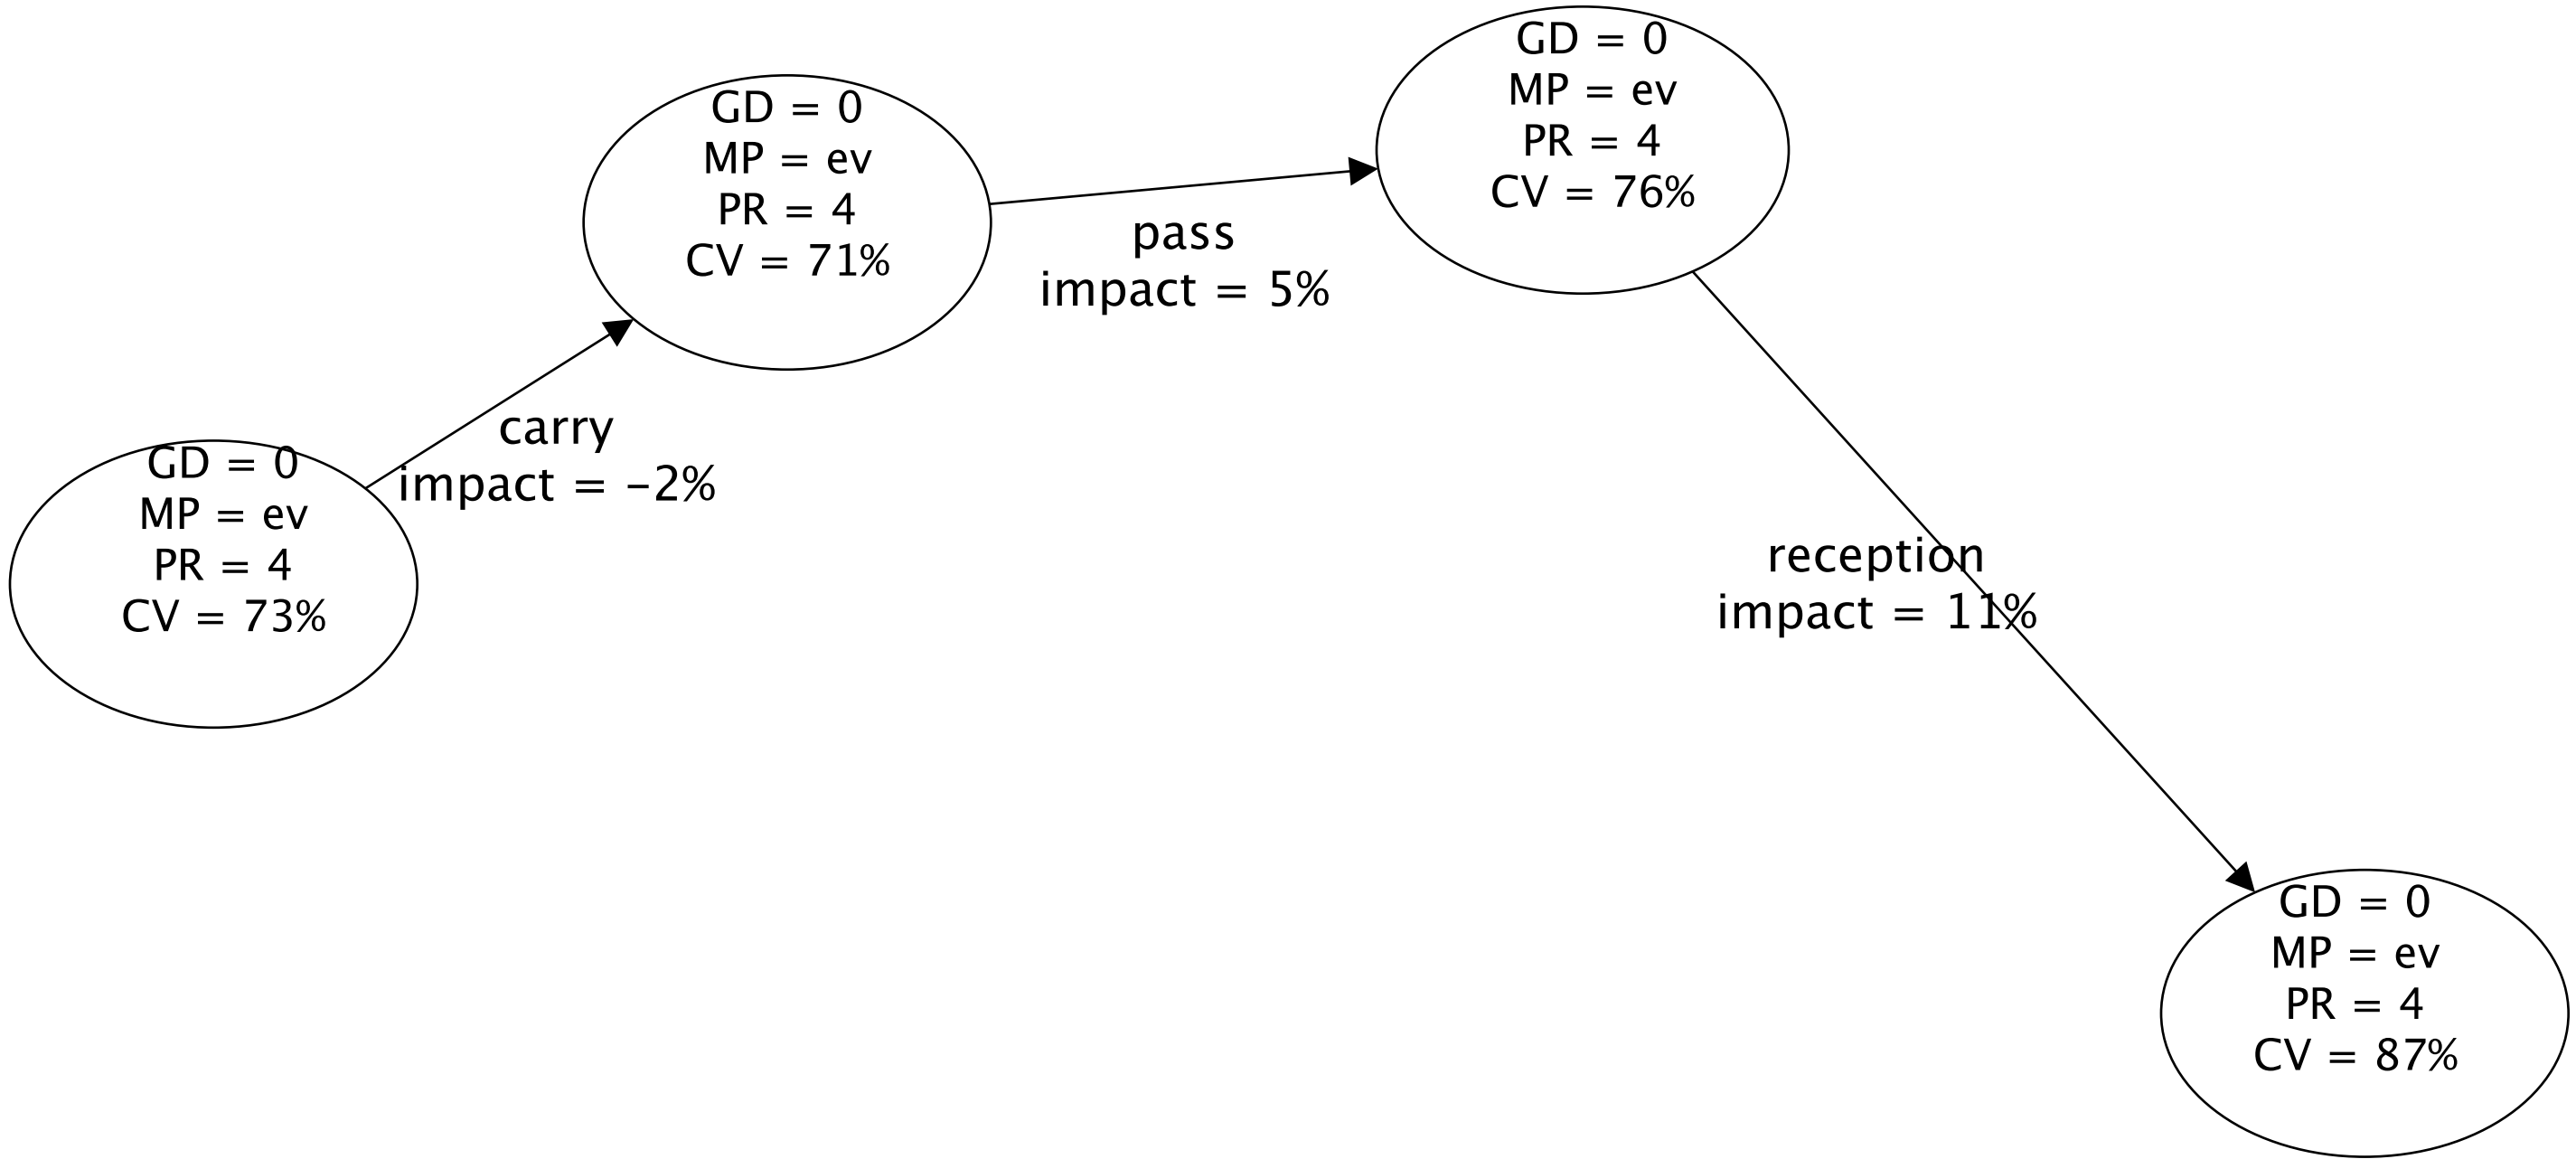 GD = 0
MP = ev
PR = 4
CV = 73%
carry
impact = -2%
GD = 0
MP = ev
PR = 4
CV = 71%
pass
impact = 5%
GD = 0
MP = ev
PR = 4
CV = 76%
reception
impact = 11%
GD = 0
MP = ev
PR = 4
CV = 87%